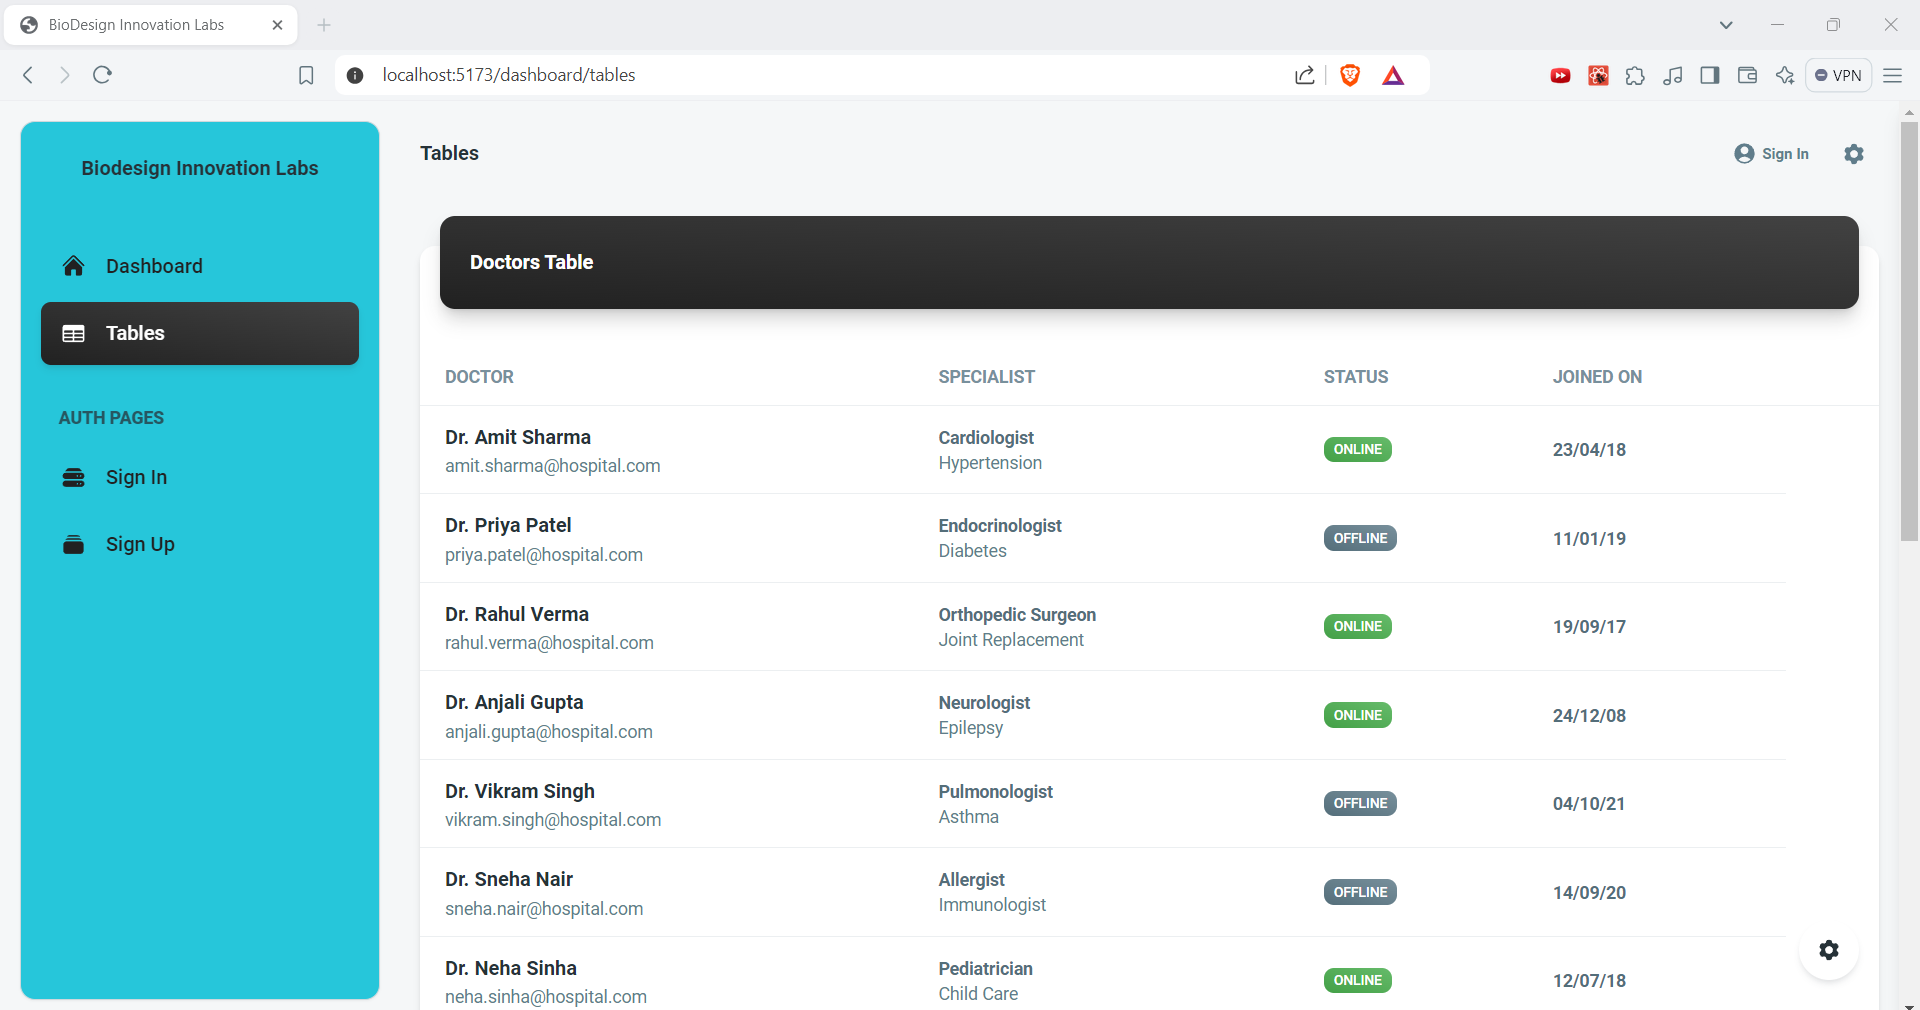 BioDesign Innovation Labs
localhost:5173/dashboard/tables
VPN
Biodesign Innovation Labs
Dashboard
Tables
AUTH PAGES
Sign In
Sign Up
Tables
Sign In
Doctors Table
DOCTOR SPECIALIST STATUS JOINED ON
Dr. Amit Sharma Cardiologist ONLINE 23/04/18
amit.sharma@hospital.com Hypertension
Dr. Priya Patel Endocrinologist OFFLINE 11/01/19
priya.patel@hospital.com Diabetes
Dr. Rahul Verma Orthopedic Surgeon ONLINE 19/09/17
rahul.verma@hospital.com Joint Replacement
Dr. Anjali Gupta Neurologist ONLINE 24/12/08
anjali.gupta@hospital.com Epilepsy
Dr. Vikram Singh Pulmonologist OFFLINE 04/10/21
vikram.singh@hospital.com Asthma
Dr. Sneha Nair Allergist OFFLINE 14/09/20
sneha.nair@hospital.com Immunologist
Dr. Neha Sinha Pediatrician ONLINE 12/07/18
neha.sinha@hospital.com Child Care